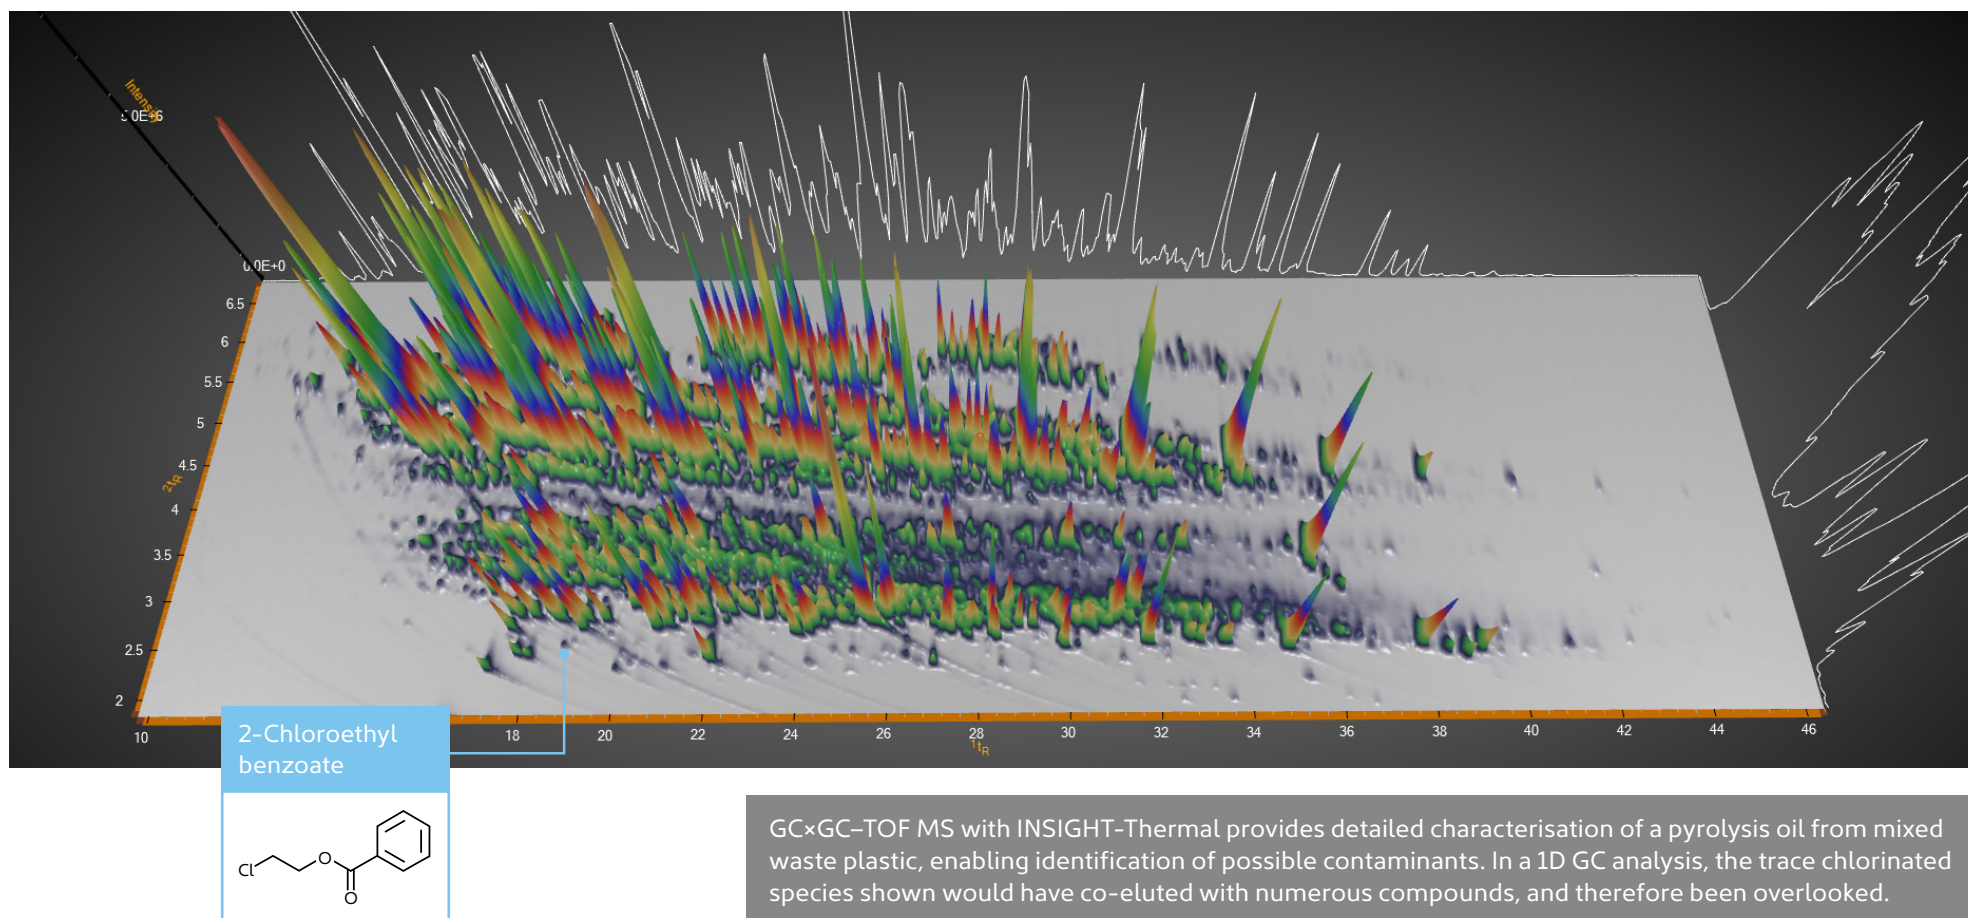 Intensity
5.0E+6
0.0E+0
6.5
6
5.5
5
4.5
2tR
4
3.5
3
2.5
2
10 18 20 22 24 26 28 30 32 34 36 38 40 42 44 46
1tR
2-Chloroethyl
benzoate
Cl
O
O
GC×GC–TOF MS with INSIGHT-Thermal provides detailed characterisation of a pyrolysis oil from mixed
waste plastic, enabling identification of possible contaminants. In a 1D GC analysis, the trace chlorinated
species shown would have co-eluted with numerous compounds, and therefore been overlooked.